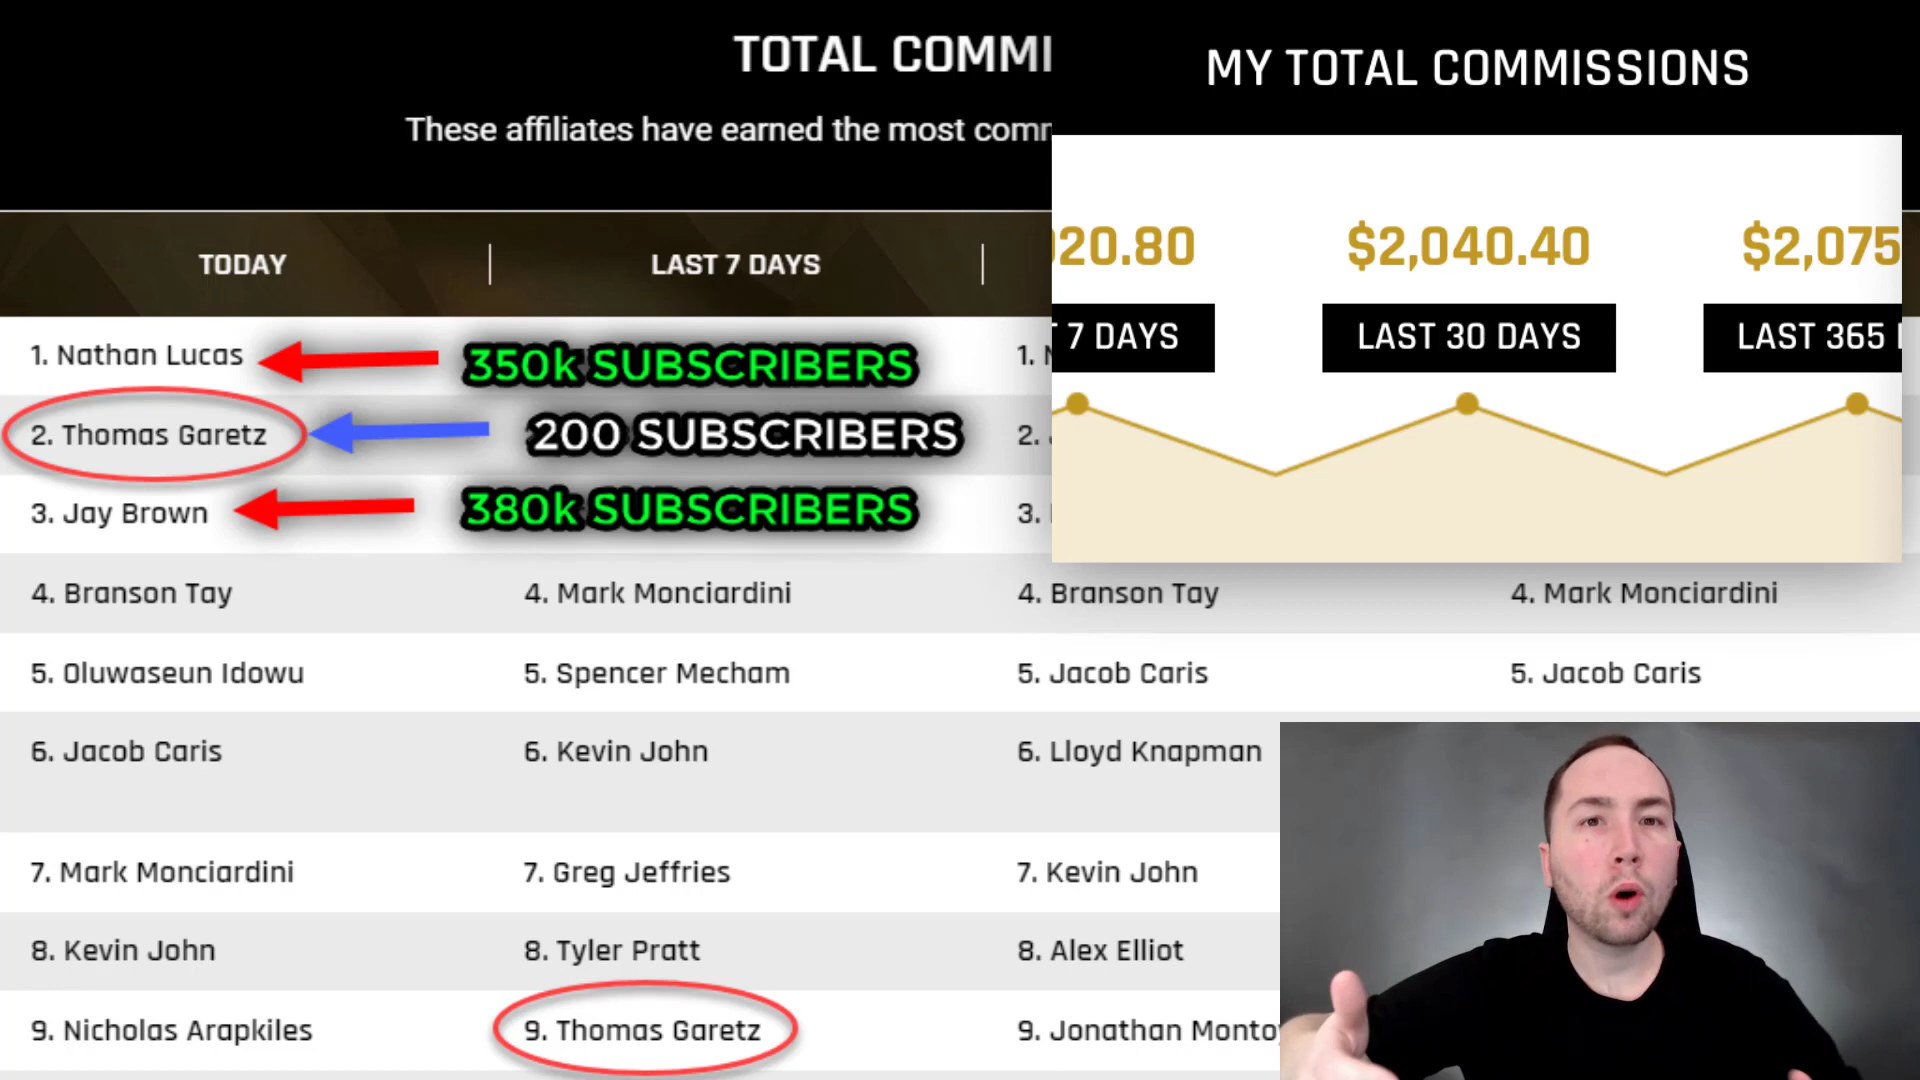 TOTAL COMMI
These affiliates have earned the most comm
MY TOTAL COMMISSIONS
020.80
$2,040.40
$2,075
7 DAYS
LAST 30 DAYS
LAST 365
TODAY
LAST 7 DAYS
1. Nathan Lucas
350k SUBSCRIBERS
1.
2. Thomas Garetz
200 SUBSCRIBERS
2.
3. Jay Brown
380k SUBSCRIBERS
3.
4. Branson Tay
4. Mark Monciardini
4. Branson Tay
4. Mark Monciardini
5. Oluwaseun Idowu
5. Spencer Mecham
5. Jacob Caris
5. Jacob Caris
6. Jacob Caris
6. Kevin John
6. Lloyd Knapman
7. Mark Monciardini
7. Greg Jeffries
7. Kevin John
8. Kevin John
8. Tyler Pratt
8. Alex Elliot
9. Nicholas Arapkiles
9. Thomas Garetz
9. Jonathan Monto